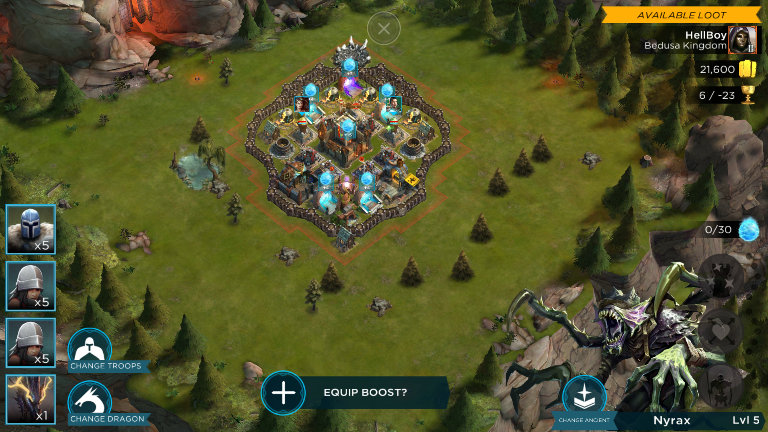 AVAILABLE LOOT
HellBoy
Bedusa Kingdom
II
21,600
6 / -23
0/30
x5
x5
x5
x1
CHANGE TROOPS
CHANGE DRAGON
EQUIP BOOST?
CHANGE ANCIENT
Nyrax Lvl 5